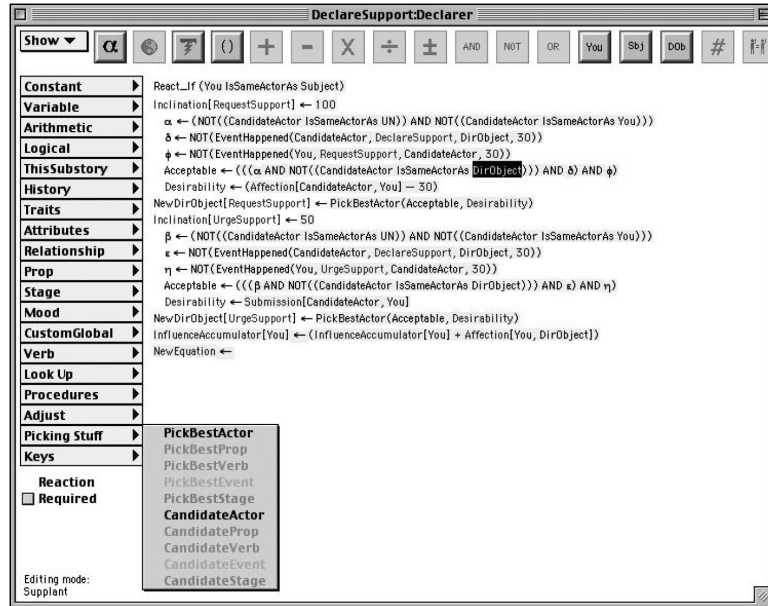 DeclareSupport:Declarer
Show
α () + - X ÷ ± AND NOT OR You Sbj DOb #
Constant
Variable
Arithmetic
Logical
ThisSubstory
History
Traits
Attributes
Relationship
Prop
Stage
Mood
CustomGlobal
Verb
Look Up
Procedures
Adjust
Picking Stuff
Keys
React_If (You IsSameActorAs Subject)
Inclination[RequestSupport] ← 100
α ← (NOT((CandidateActor IsSameActorAs UN)) AND NOT((CandidateActor IsSameActorAs You)))
δ ← NOT(EventHappened(CandidateActor, DeclareSupport, DirObject, 30))
ϕ ← NOT(EventHappened(You, RequestSupport, CandidateActor, 30))
Acceptable ← (((α AND NOT((CandidateActor IsSameActorAs DirObject))) AND δ) AND ϕ)
Desirability ← (Affection[CandidateActor, You] — 30)
NewDirObject[RequestSupport] ← PickBestActor(Acceptable, Desirability)
Inclination[UrgeSupport] ← 50
β ← (NOT((CandidateActor IsSameActorAs UN)) AND NOT((CandidateActor IsSameActorAs You)))
ε ← NOT(EventHappened(CandidateActor, DeclareSupport, DirObject, 30))
η ← NOT(EventHappened(You, UrgeSupport, CandidateActor, 30))
Acceptable ← (((β AND NOT((CandidateActor IsSameActorAs DirObject))) AND ε) AND η)
Desirability ← Submission[CandidateActor, You]
NewDirObject[UrgeSupport] ← PickBestActor(Acceptable, Desirability)
InfluenceAccumulator[You] ← (InfluenceAccumulator[You] + Affection[You, DirObject])
NewEquation ←
PickBestActor
PickBestProp
PickBestVerb
PickBestEvent
PickBestStage
CandidateActor
CandidateProp
CandidateVerb
CandidateEvent
CandidateStage
Reaction
Required
Editing mode:
Supplant